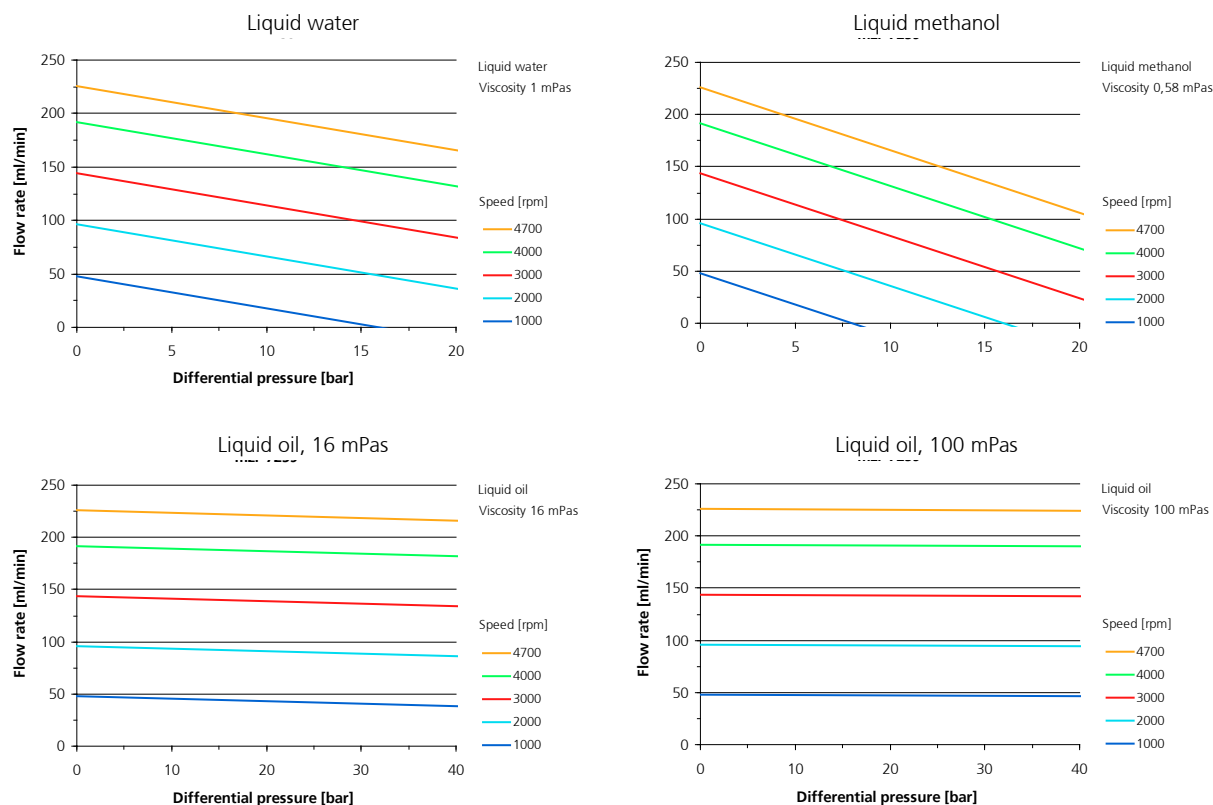 Liquid water
Flow rate [ml/min]
250
200
150
100
50
0
0 5 10 15 20
Differential pressure [bar]
Liquid water
Viscosity 1 mPas
Speed [rpm]
4700
4000
3000
2000
1000
Liquid methanol
Flow rate [ml/min]
250
200
150
100
50
0
0 5 10 15 20
Liquid methanol
Viscosity 0,58 mPas
Speed [rpm]
4700
4000
3000
2000
1000
Liquid oil, 16 mPas
Flow rate [ml/min]
250
200
150
100
50
0
0 10 20 30 40
Differential pressure [bar]
Liquid oil
Viscosity 16 mPas
Speed [rpm]
4700
4000
3000
2000
1000
Liquid oil, 100 mPas
Flow rate [ml/min]
250
200
150
100
50
0
0 10 20 30 40
Differential pressure [bar]
Liquid oil
Viscosity 100 mPas
Speed [rpm]
4700
4000
3000
2000
1000